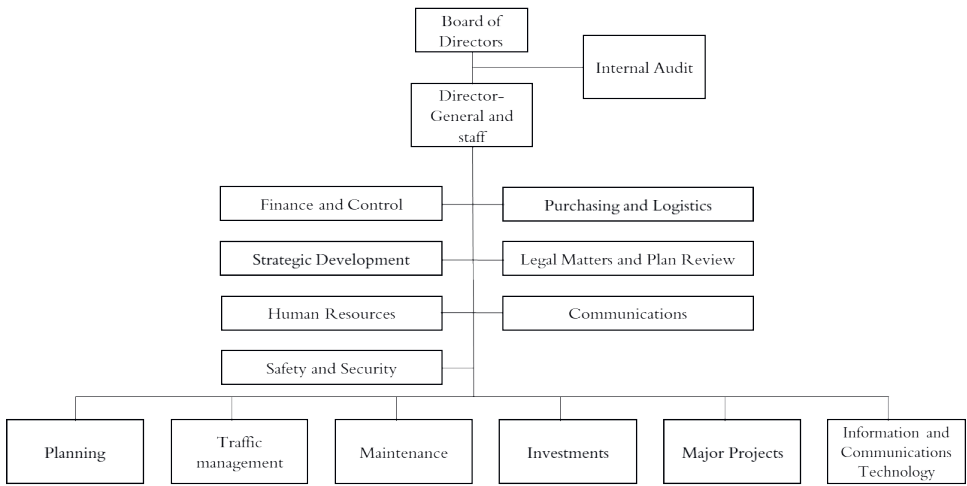 Board of
Directors
Internal Audit
Director-
General and
staff
Finance and Control
Purchasing and Logistics
Strategic Development
Legal Matters and Plan Review
Human Resources
Communications
Safety and Security
Planning
Traffic
management
Maintenance
Investments
Major Projects
Information and
Communications
Technology